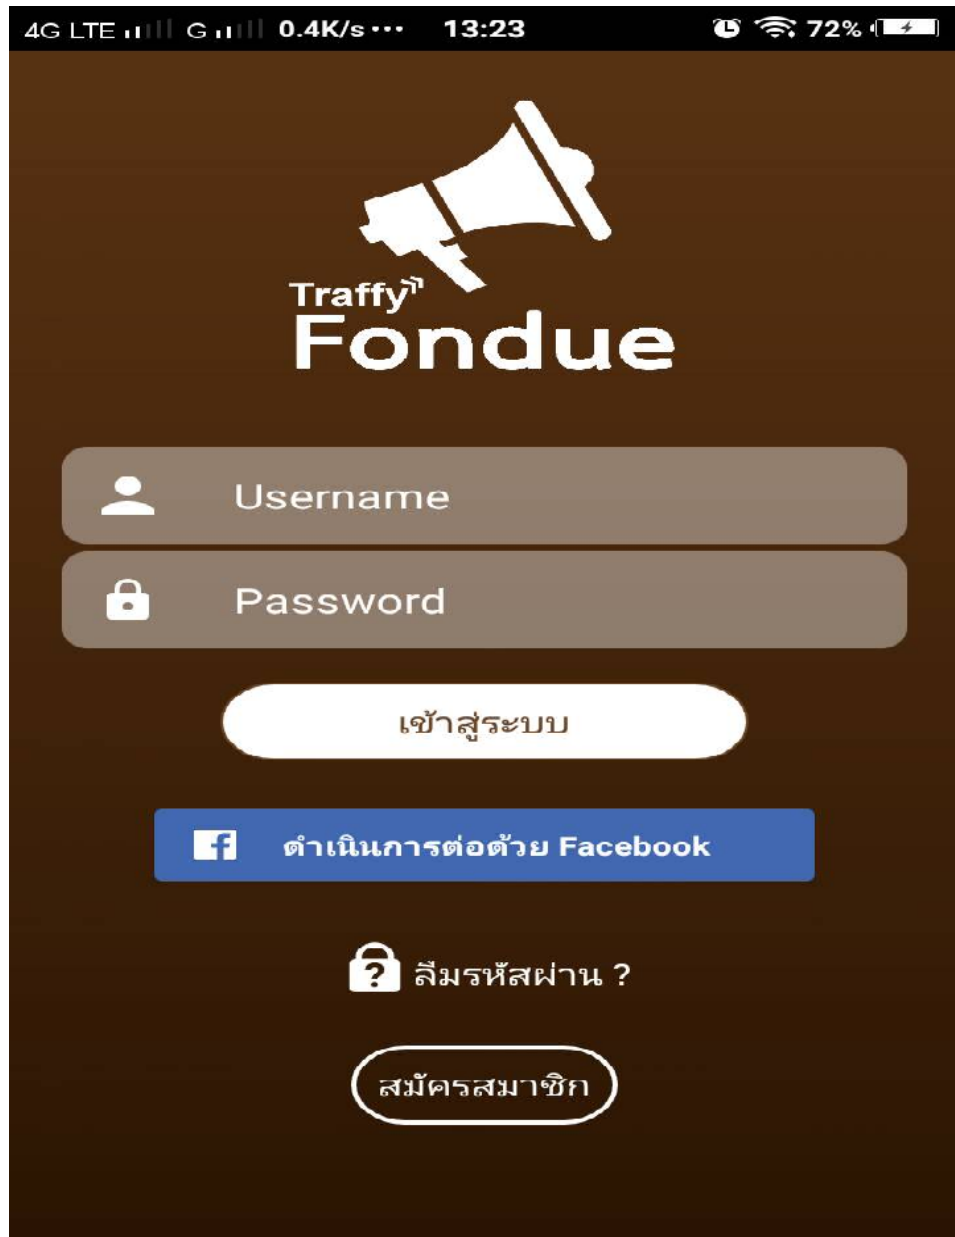 4G LTE G 0.4K/s ... 13:23 72%
Traffy
Fondue
Username
Password
เข้าสู่ระบบ
f ดำเนินการต่อด้วย Facebook
? ลืมรหัสผ่าน ?
สมัครสมาชิก